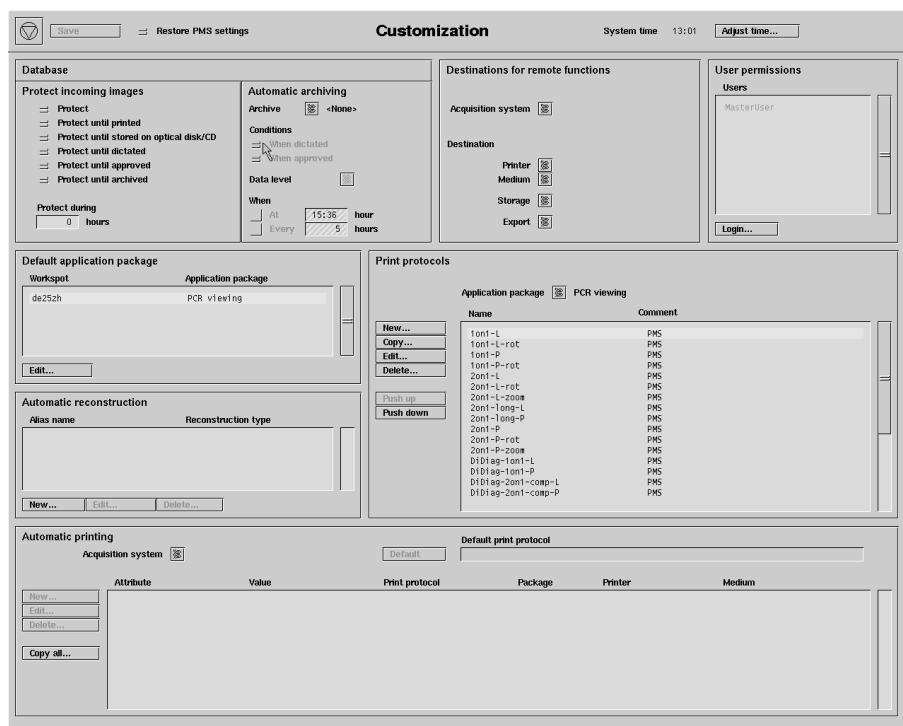 Save
Restore PMS settings
Customization
System time 13:01
Adjust time...
Database
Protect incoming images
Protect
Protect until printed
Protect until stored on optical disk/CD
Protect until dictated
Protect until approved
Protect until archived
Protect during
0 hours
Automatic archiving
Archive <None>
Conditions
When dictated
When approved
Data level
When
At 15:36 hour
Every 5 hours
Destinations for remote functions
Acquisition system
Destination
Printer
Medium
Storage
Export
User permissions
Users
MasterUser
Login...
Default application package
Workspot Application package
de25zh PCR viewing
Edit...
Automatic reconstruction
Alias name Reconstruction type
New... Edit... Delete...
Print protocols
Application package PCR viewing
New...
Copy...
Edit...
Delete...
Push up
Push down
Name Comment
1on1-L PMS
1on1-L-rot PMS
1on1-P PMS
1on1-P-rot PMS
2on1-L PMS
2on1-L-rot PMS
2on1-L-zoom PMS
2on1-long-L PMS
2on1-long-P PMS
2on1-P PMS
2on1-P-rot PMS
2on1-P-zoom PMS
DiDiag-1on1-L PMS
DiDiag-1on1-P PMS
DiDiag-2on1-comp-L PMS
DiDiag-2on1-comp-P PMS
Automatic printing
Acquisition system
Default
Default print protocol
Attribute Value Print protocol Package Printer Medium
New...
Edit...
Delete...
Copy all...